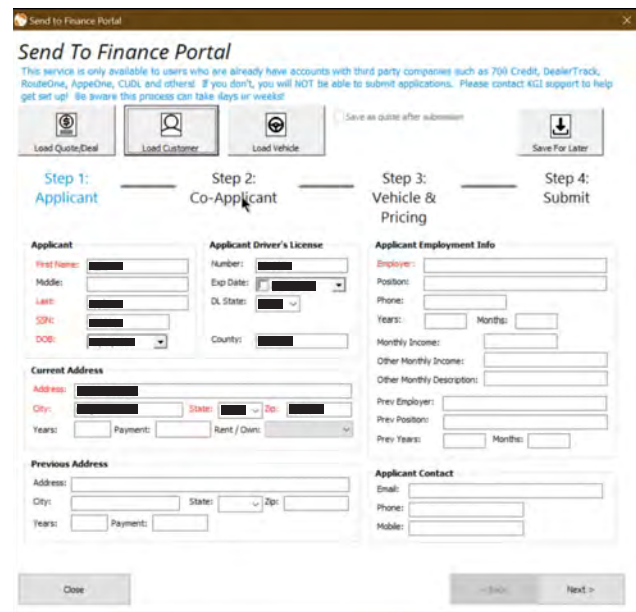 Send to Finance Portal
Send To Finance Portal
This service is only available to users who are already have accounts with third party companies such as 700 Credit, DealerTrack,
RouteOne, AppeOne, CUDL and others! If you don't, you will NOT be able to submit applications. Please contact KGI support to help
get set up! Be aware this process can take days or weeks!
Load Quote/Deal
Load Customer
Load Vehicle
Save as quote after submission
Save For Later
Step 1:
Applicant
Step 2:
Co-Applicant
Step 3:
Vehicle &
Pricing
Step 4:
Submit
Applicant
First Name:
Middle:
Last:
SSN:
DOB:
Applicant Driver's License
Number:
Exp Date:
DL State:
County:
Current Address
Address:
City: State: Zip:
Years: Payment: Rent / Own:
Previous Address
Address:
City: State: Zip:
Years: Payment:
Applicant Employment Info
Employer:
Position:
Phone:
Years: Months:
Monthly Income:
Other Monthly Income:
Other Monthly Description:
Prev Employer:
Prev Position:
Prev Years: Months:
Applicant Contact
Email:
Phone:
Mobile:
Close
< Back
Next >